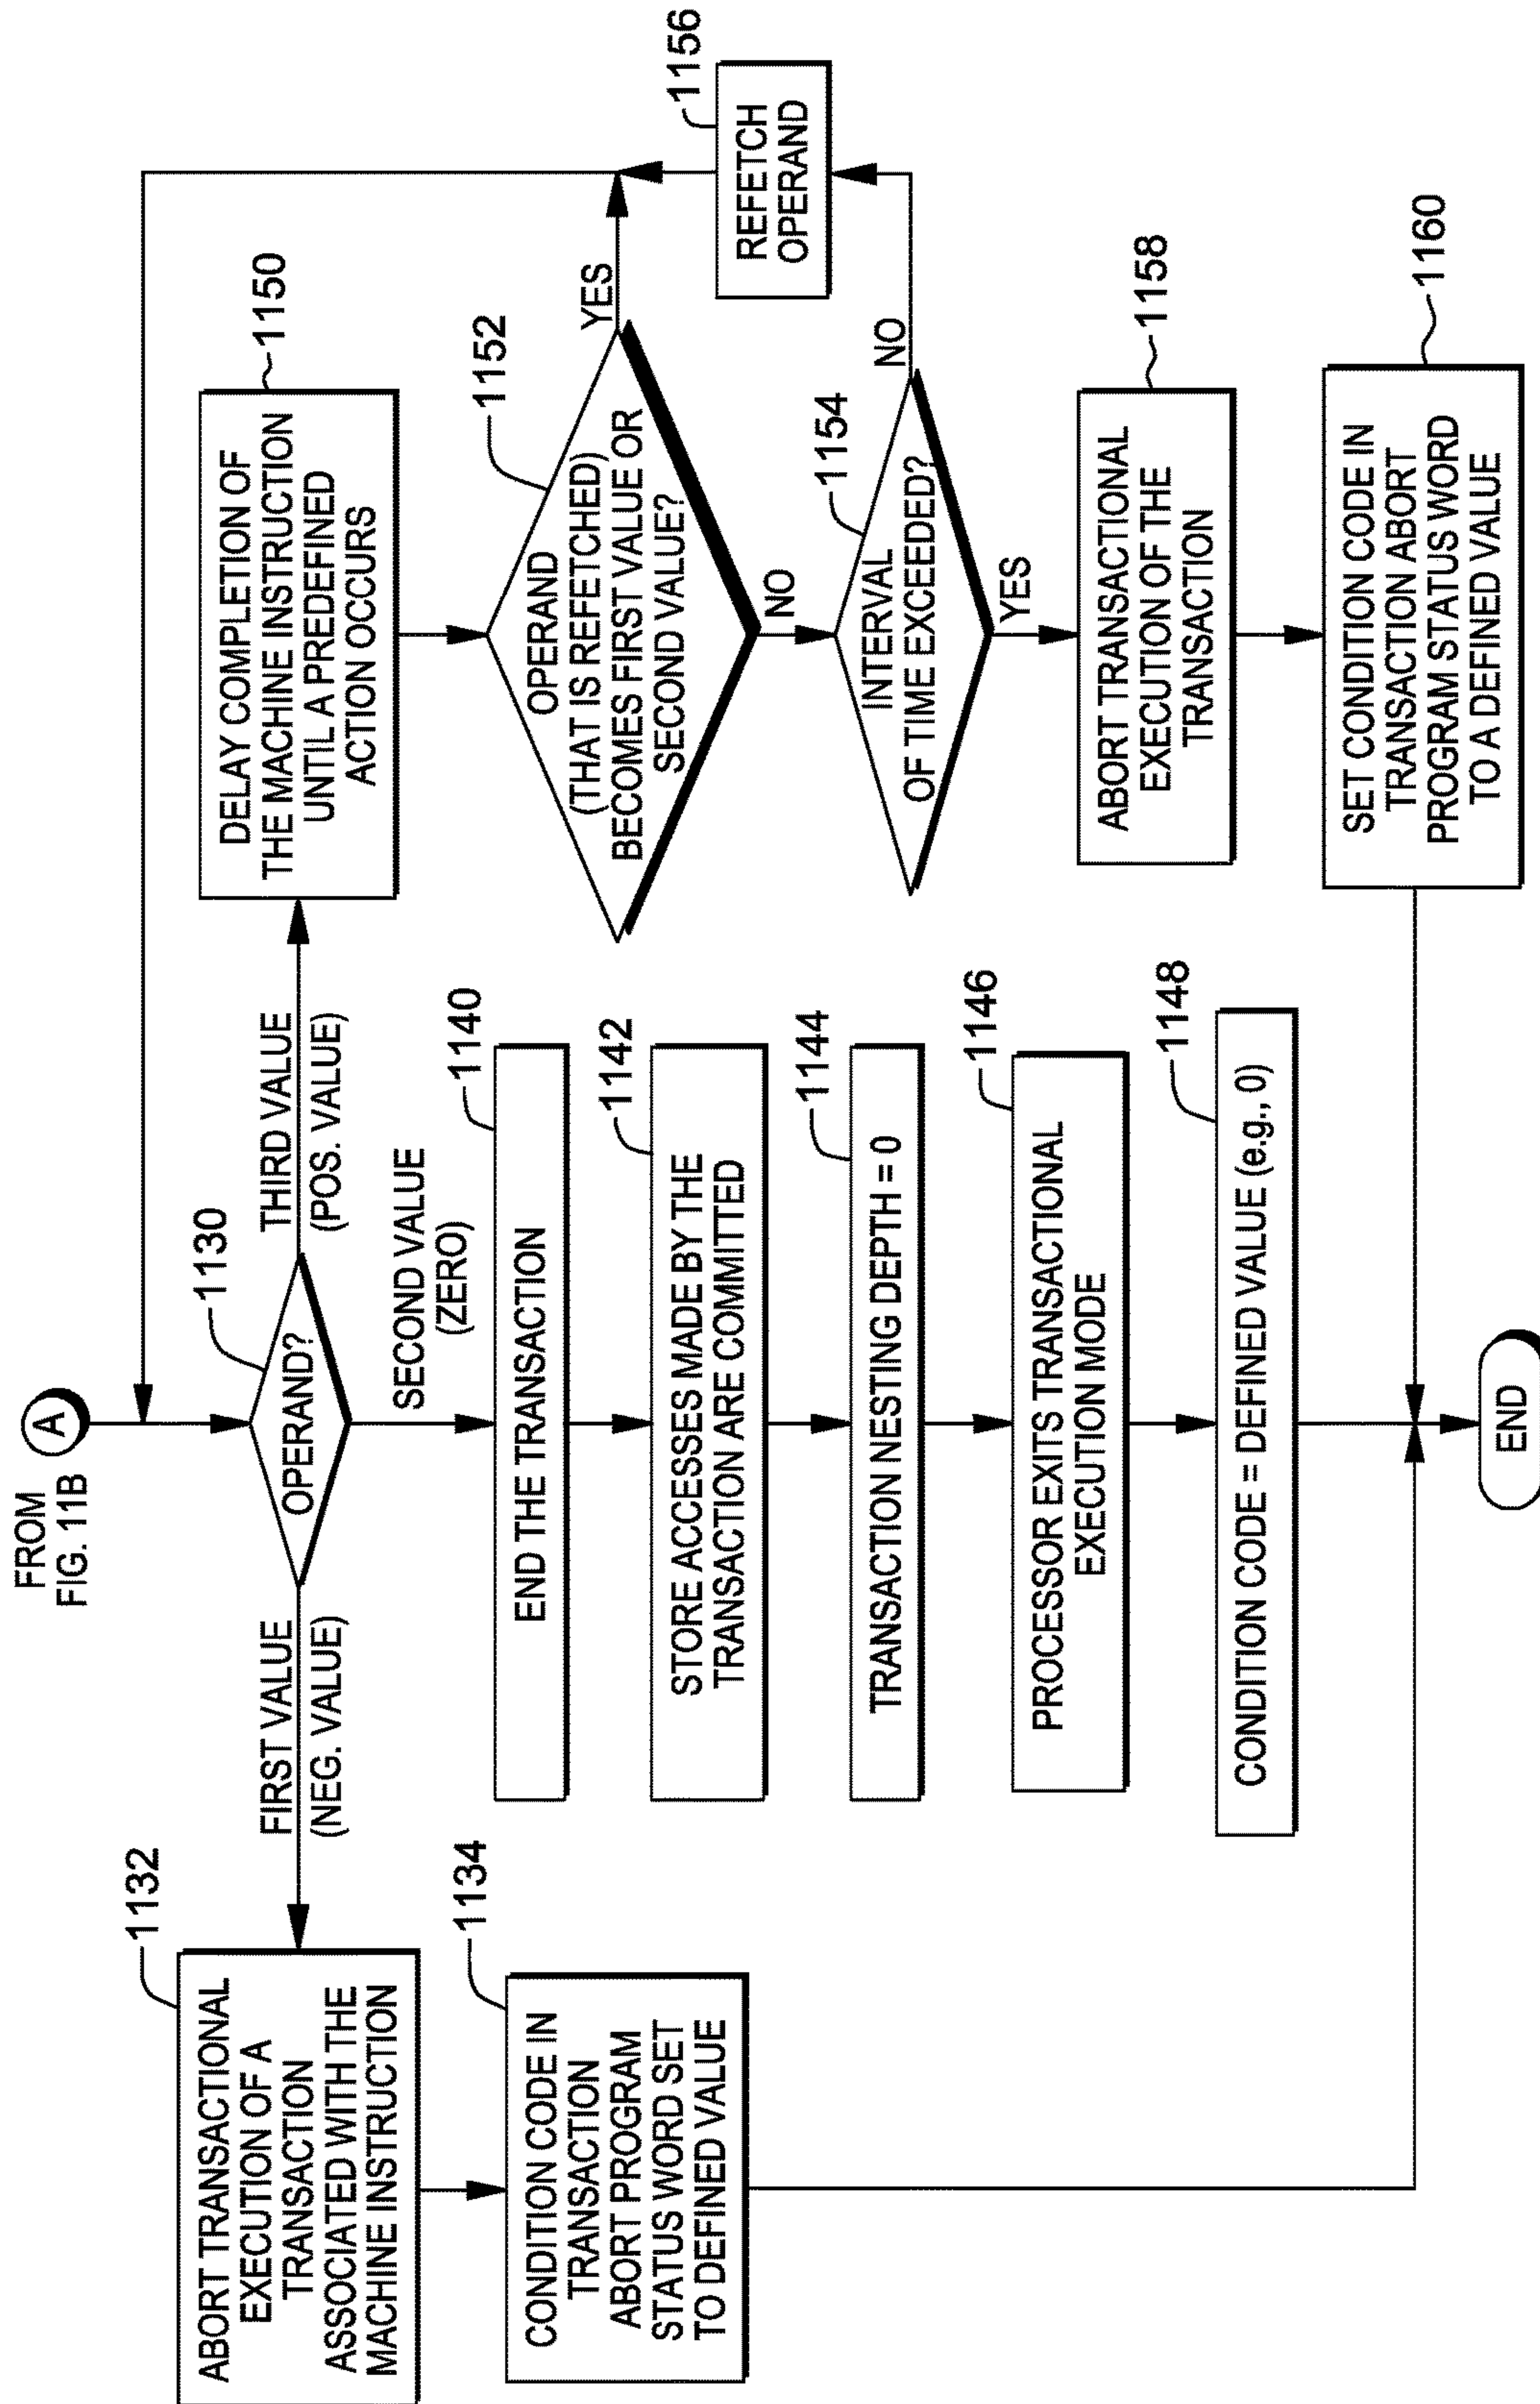 FROM
FIG. 11B
A
1130
OPERAND?
FIRST VALUE
(NEG. VALUE)
1132
ABORT TRANSACTIONAL
EXECUTION OF A
TRANSACTION
ASSOCIATED WITH THE
MACHINE INSTRUCTION
1134
CONDITION CODE IN
TRANSACTION
ABORT PROGRAM
STATUS WORD SET
TO DEFINED VALUE
SECOND VALUE
(ZERO)
1140
END THE TRANSACTION
1142
STORE ACCESSES MADE BY THE
TRANSACTION ARE COMMITTED
1144
TRANSACTION NESTING DEPTH = 0
1146
PROCESSOR EXITS TRANSACTIONAL
EXECUTION MODE
1148
CONDITION CODE = DEFINED VALUE (e.g., 0)
THIRD VALUE
(POS. VALUE)
1150
DELAY COMPLETION OF
THE MACHINE INSTRUCTION
UNTIL A PREDEFINED
ACTION OCCURS
1152
OPERAND
(THAT IS REFETCHED)
BECOMES FIRST VALUE OR
SECOND VALUE?
YES
NO
1154
INTERVAL
OF TIME EXCEEDED?
NO
YES
1156
REFETCH
OPERAND
1158
ABORT TRANSACTIONAL
EXECUTION OF THE
TRANSACTION
1160
SET CONDITION CODE IN
TRANSACTION ABORT
PROGRAM STATUS WORD
TO A DEFINED VALUE
END